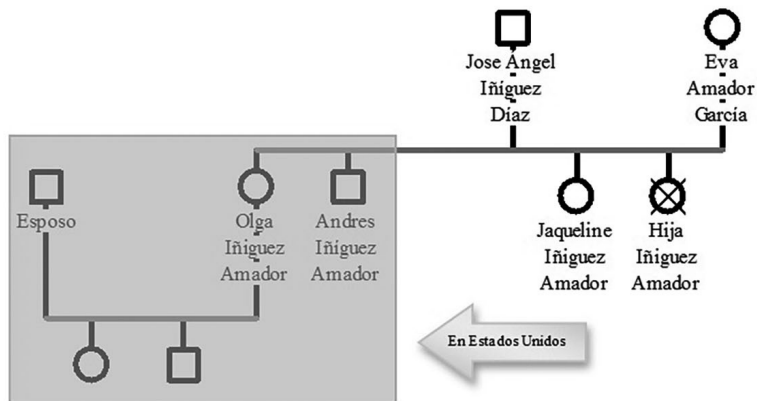 Jose Ángel
Iñíguez
Díaz
Eva
Amador
García
Esposo
Olga
Iñiguez
Amador
Andres
Iñiguez
Amador
Jaqueline
Iñiguez
Amador
Hija
Iñiguez
Amador
En Estados Unidos